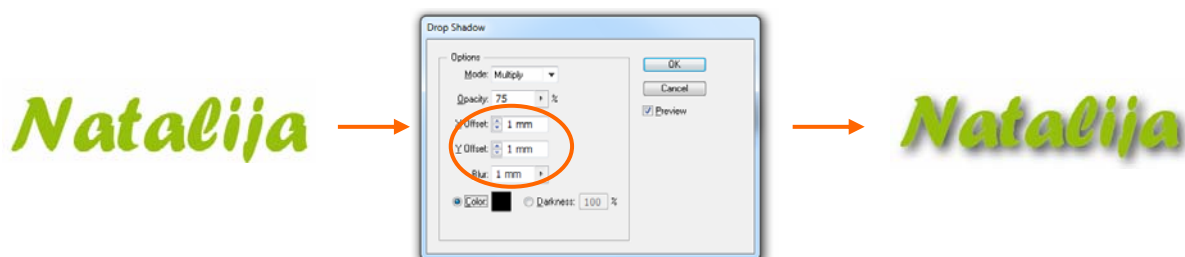 Natalija
Drop Shadow
Options
Mode: Multiply
Opacity: 75 %
X Offset: 1 mm
Y Offset: 1 mm
Blur: 1 mm
Color: Darkness: 100 %
OK
Cancel
Preview
Natalija